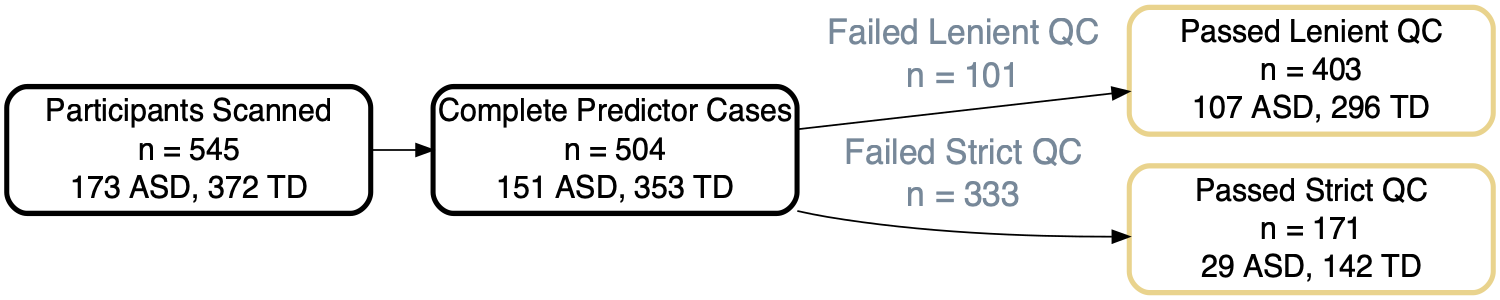 Participants Scanned
n = 545
173 ASD, 372 TD
Complete Predictor Cases
n = 504
151 ASD, 353 TD
Failed Lenient QC
n = 101
Failed Strict QC
n = 333
Passed Lenient QC
n = 403
107 ASD, 296 TD
Passed Strict QC
n = 171
29 ASD, 142 TD